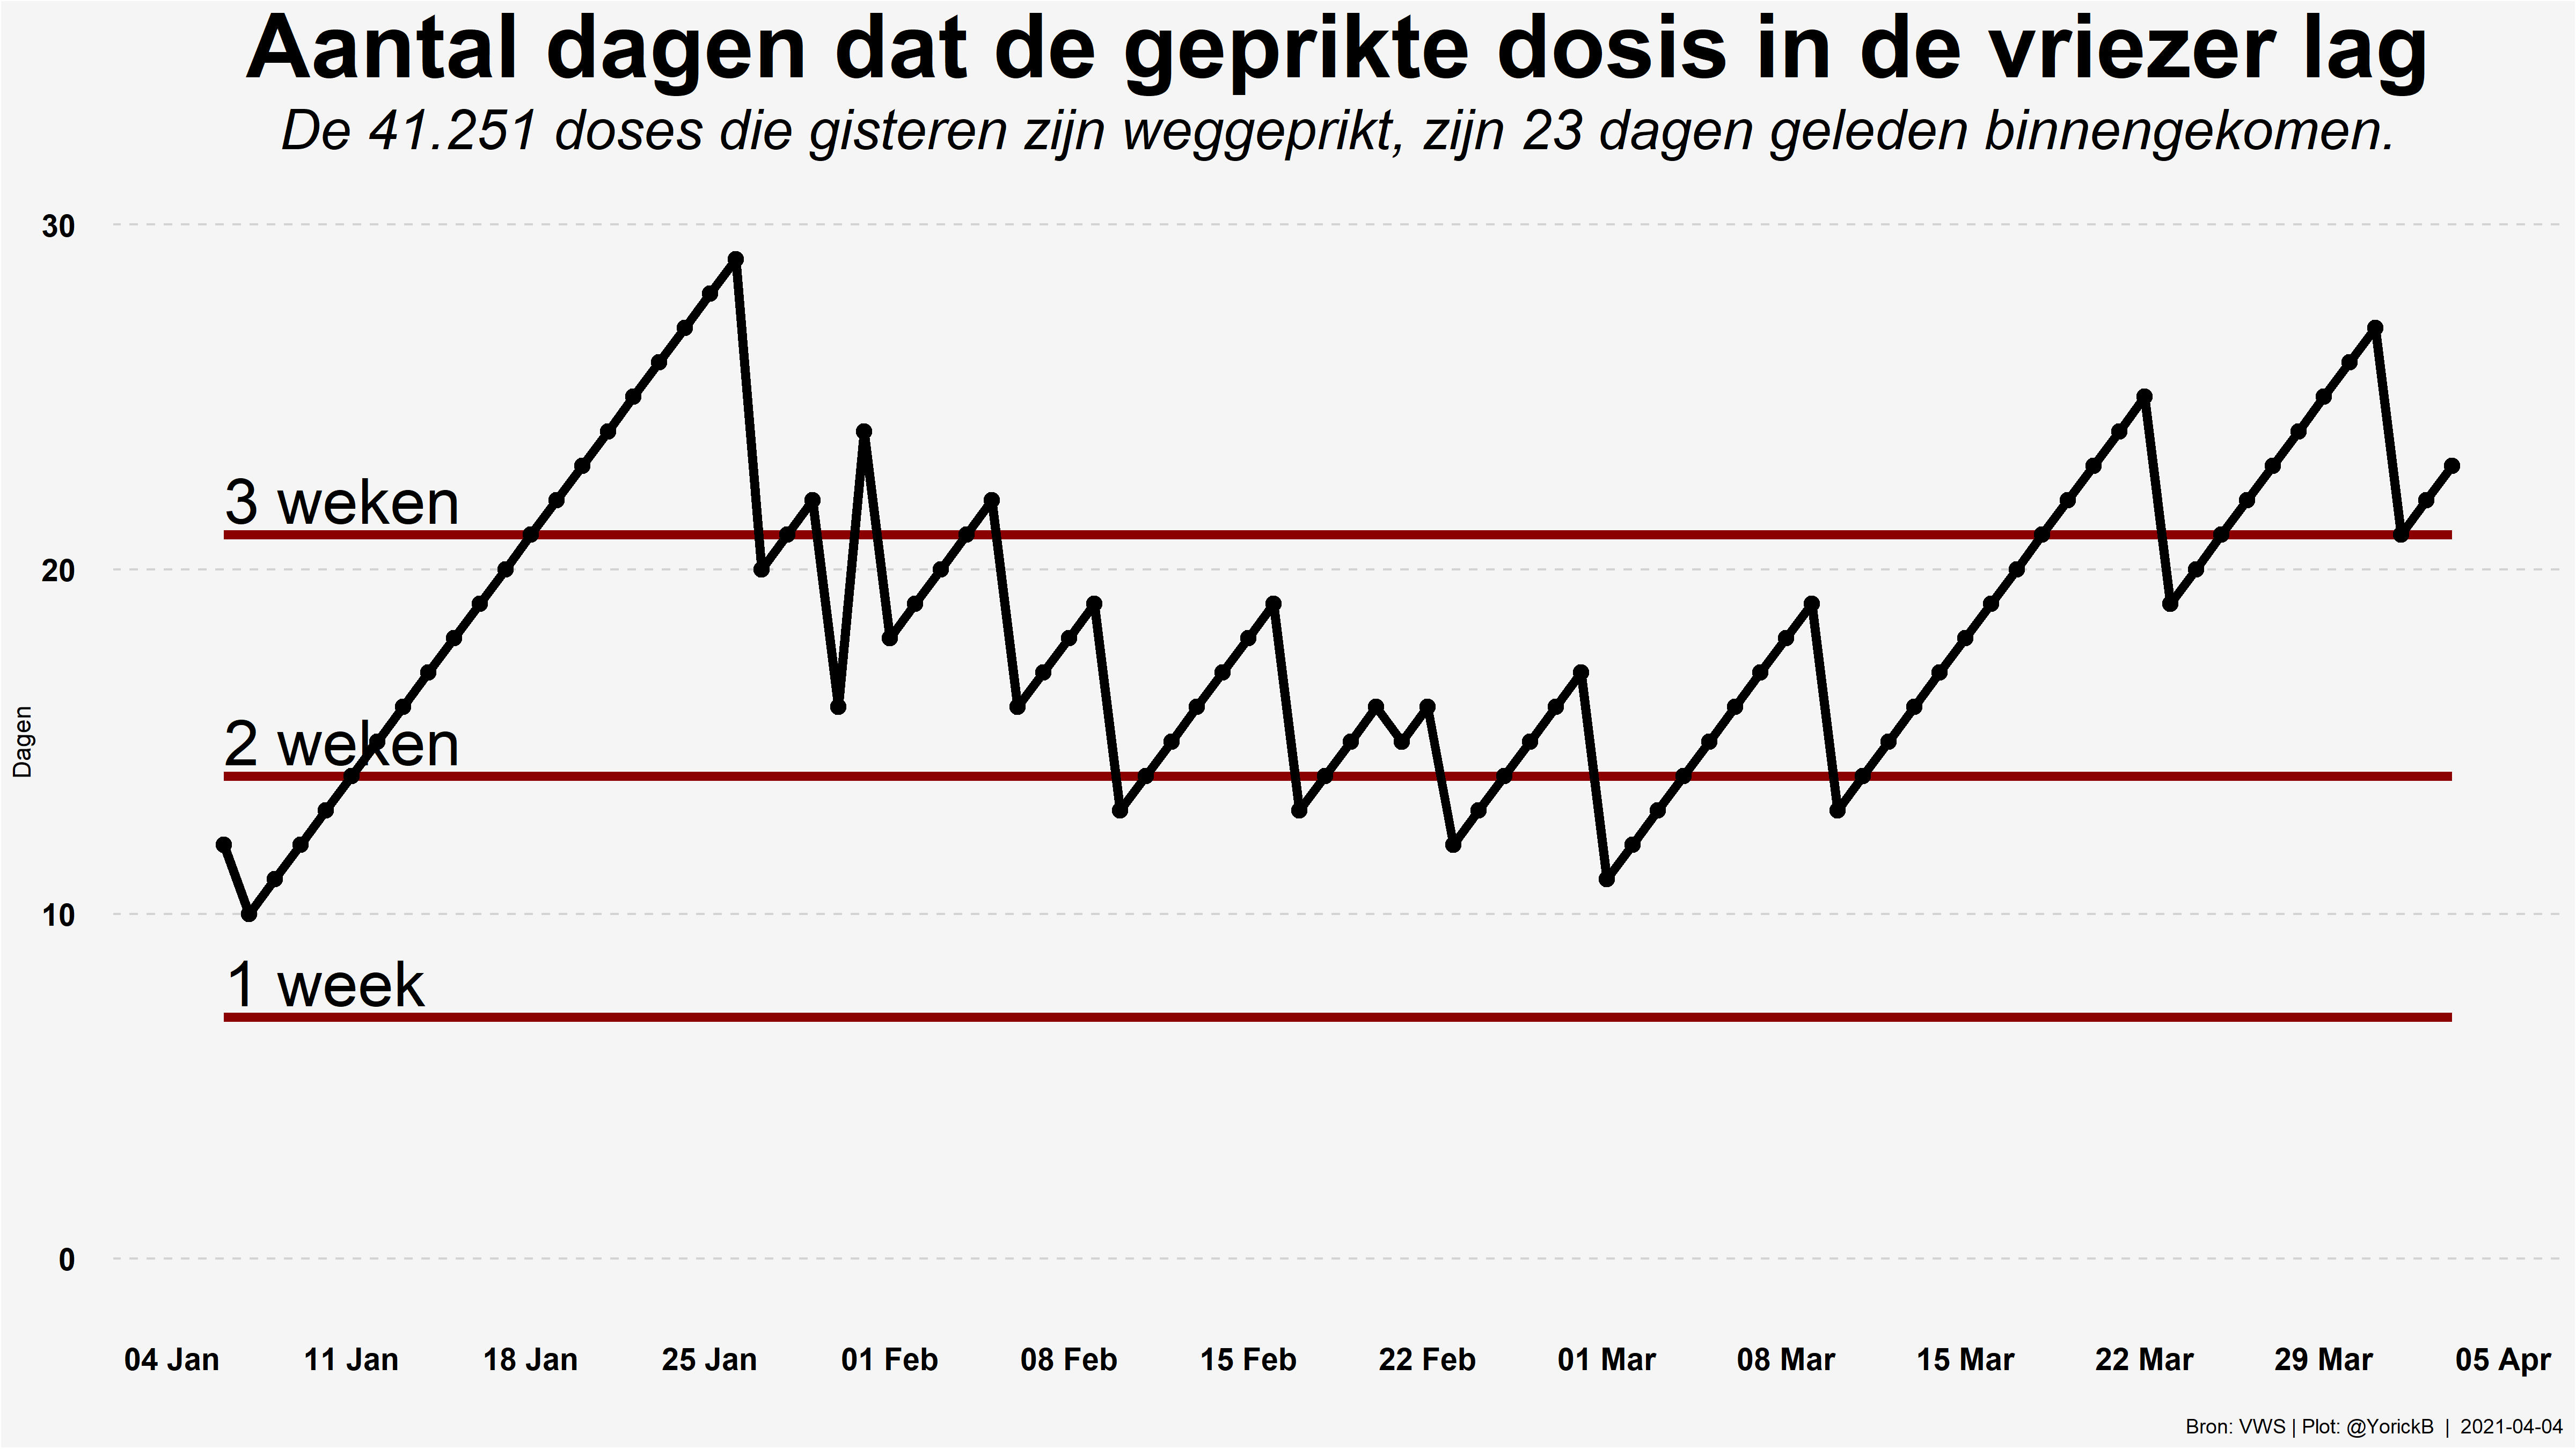 Aantal dagen dat de geprikte dosis in de vriezer lag
De 41.251 doses die gisteren zijn weggeprikt, zijn 23 dagen geleden binnengekomen.
30
3 weken
20
2 weken
Dagen
10
1 week
0
04 Jan 11 Jan 18 Jan 25 Jan 01 Feb 08 Feb 15 Feb 22 Feb 01 Mar 08 Mar 15 Mar 22 Mar 29 Mar 05 Apr
Bron: VWS | Plot: @YorickB | 2021-04-04